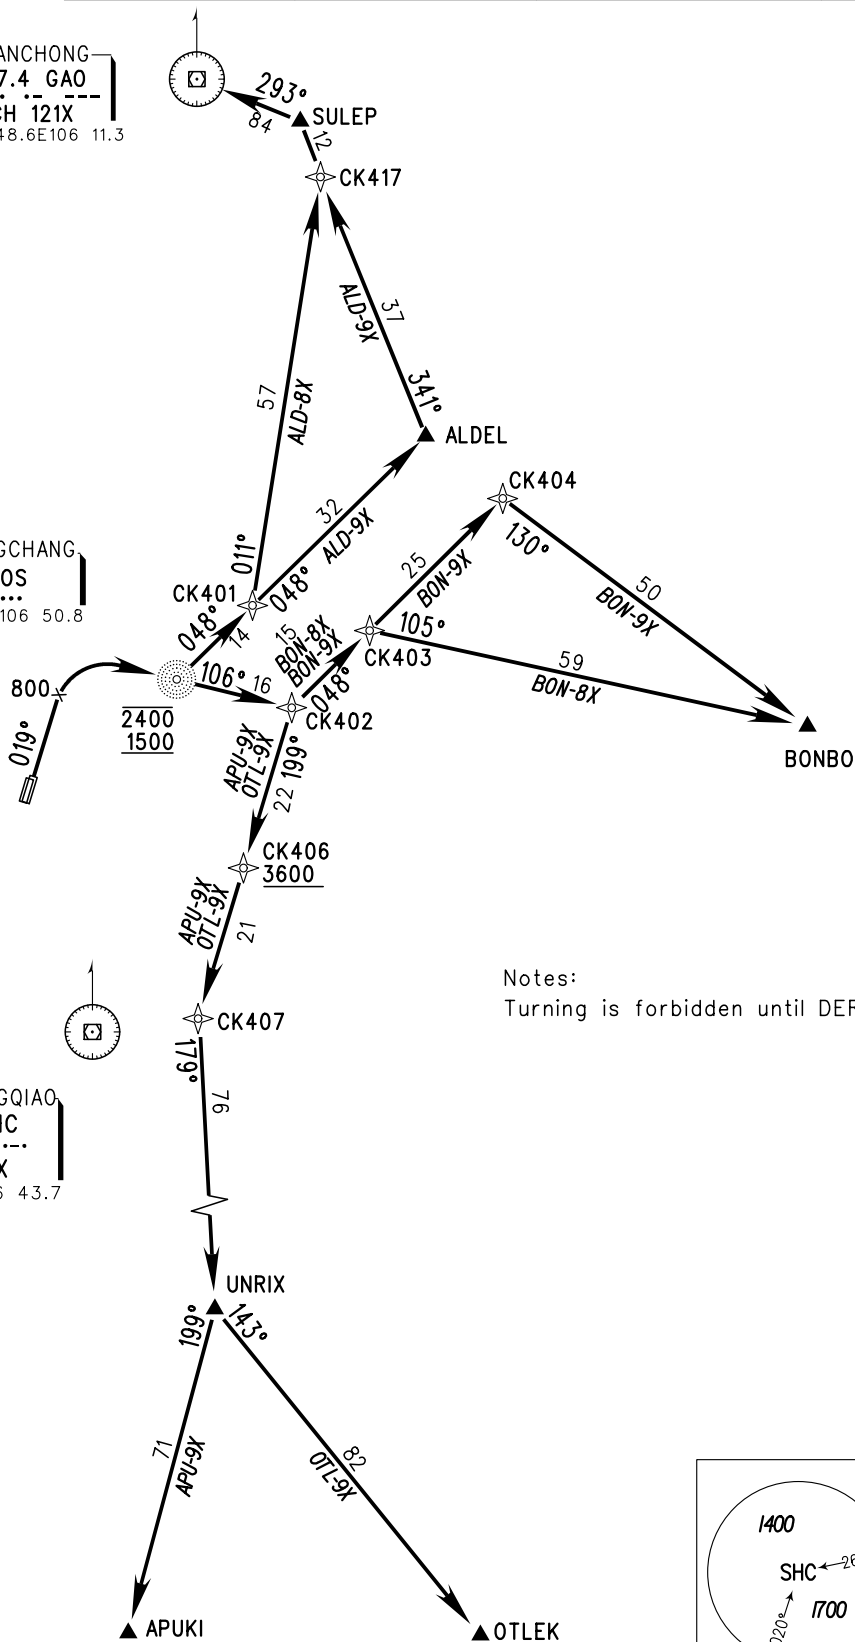 ANCHONG
7.4 GAO
CH 121X
48.6E106 11.3
293°
84
SULEP
12
CK417
37
ALD-9X
57
ALD-8X
341°
ALDEL
CK404
32
ALD-9X
130°
011°
25
BON-9X
50
BON-9X
GCHANG
OS
106 50.8
CK401
048°
048°
14
15
BON-8X
BON-9X
105°
CK403
59
BON-8X
800
106°
16
048°
CK402
2400
1500
019°
BONBO
APU-9X
OTL-9X
199°
22
CK406
3600
APU-9X
OTL-9X
21
Notes:
Turning is forbidden until DER
CK407
179°
76
GQIAO
IC
X
6 43.7
UNRIX
199°
143°
71
APU-9X
82
OTL-9X
1400
SHC
26
1700
020°
APUKI
OTLEK